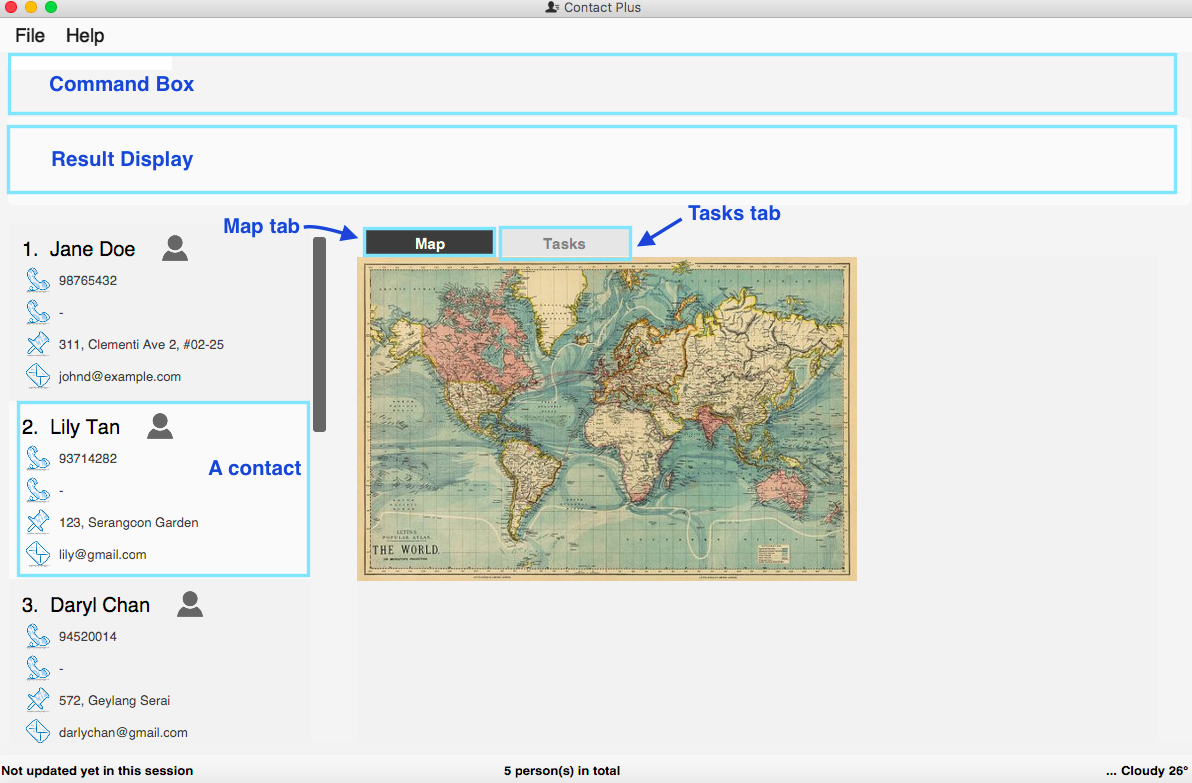 Contact Plus
File Help
Command Box
Result Display
Map tab
Tasks tab
Map
Tasks
1. Jane Doe
98765432
-
311, Clementi Ave 2, #02-25
johnd@example.com
2. Lily Tan
93714282
-
123, Serangoon Garden
lily@gmail.com
A contact
3. Daryl Chan
94520014
-
572, Geylang Serai
darlychan@gmail.com
POPULAR ATLAS
THE WORLD
Not updated yet in this session
5 person(s) in total
... Cloudy 26°